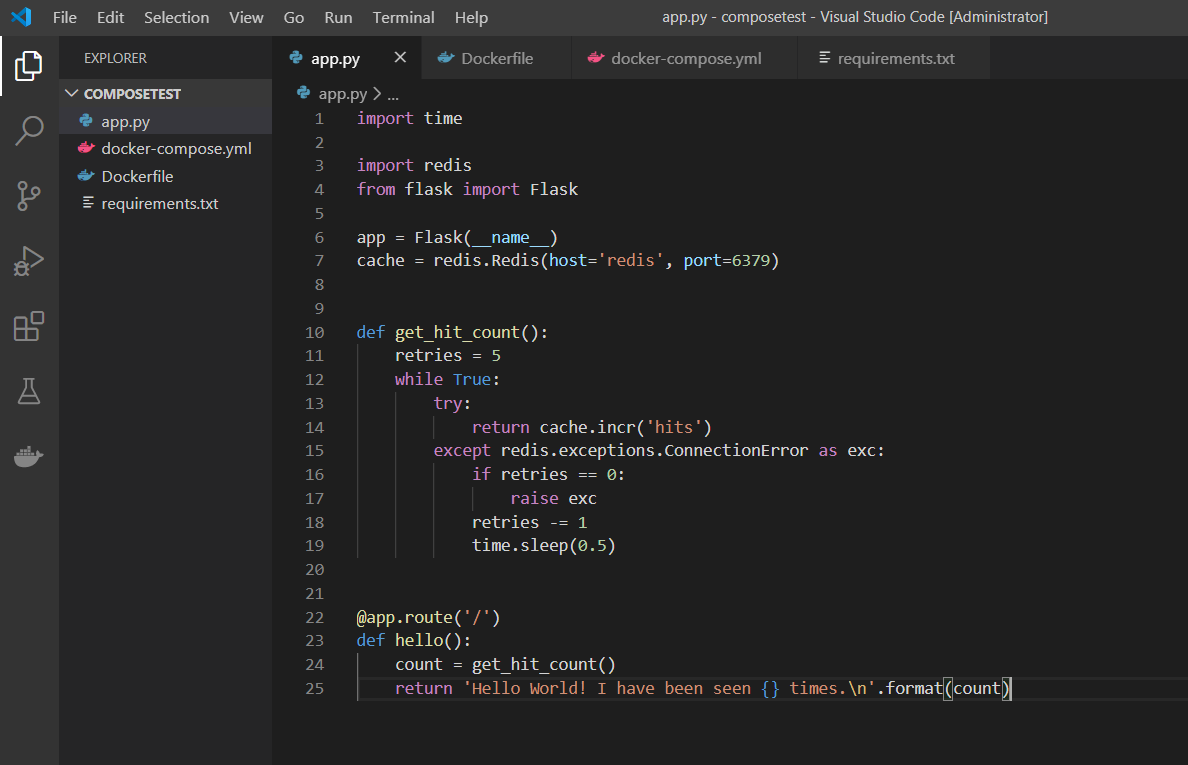 File Edit Selection View Go Run Terminal Help app.py - composetest - Visual Studio Code [Administrator]
EXPLORER
COMPOSETEST
app.py
docker-compose.yml
Dockerfile
requirements.txt
app.py Dockerfile docker-compose.yml requirements.txt
app.py > ...
1 import time
2
3 import redis
4 from flask import Flask
5
6 app = Flask(__name__)
7 cache = redis.Redis(host='redis', port=6379)
8
9
10 def get_hit_count():
11     retries = 5
12     while True:
13         try:
14             return cache.incr('hits')
15         except redis.exceptions.ConnectionError as exc:
16             if retries == 0:
17                 raise exc
18             retries -= 1
19             time.sleep(0.5)
20
21
22 @app.route('/')
23 def hello():
24     count = get_hit_count()
25     return 'Hello World! I have been seen {} times.\n'.format(count)